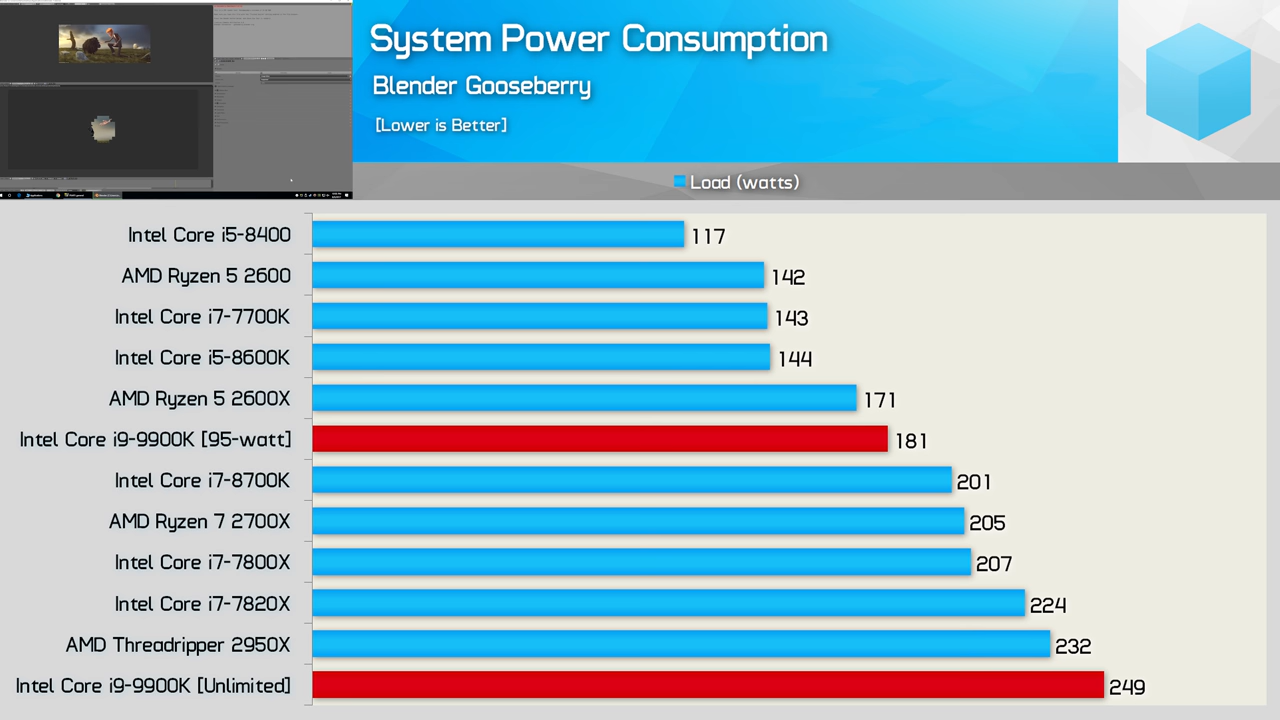 System Power Consumption
Blender Gooseberry
[Lower is Better]
Load (watts)
Intel Core i5-8400 117
AMD Ryzen 5 2600 142
Intel Core i7-7700K 143
Intel Core i5-8600K 144
AMD Ryzen 5 2600X 171
Intel Core i9-9900K [95-watt] 181
Intel Core i7-8700K 201
AMD Ryzen 7 2700X 205
Intel Core i7-7800X 207
Intel Core i7-7820X 224
AMD Threadripper 2950X 232
Intel Core i9-9900K [Unlimited] 249